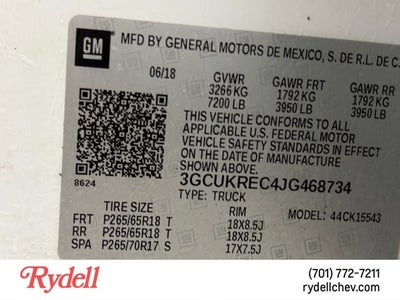 GM
MFD BY GENERAL MOTORS DE MEXICO, S. DE R.L. DE C.
06/18 GVWR GAWR FRT GAWR RR
3266 KG 1792 KG 1792 KG
7200 LB 3950 LB 3950 LB
THIS VEHICLE CONFORMS TO ALL
APPLICABLE U.S. FEDERAL MOTOR
VEHICLE SAFETY STANDARDS IN EFFECT ON
THE DATE OF MANUFACTURE
3GCUKREC4JG468734
8624
TYPE: TRUCK
MODEL: 44CK15543
TIRE SIZE RIM
FRT P265/65R18 T 18X8.5J
RR P265/65R18 T 18X8.5J
SPA P265/70R17 S 17X7.5J
Rydell
(701) 772-7211
rydellchev.com